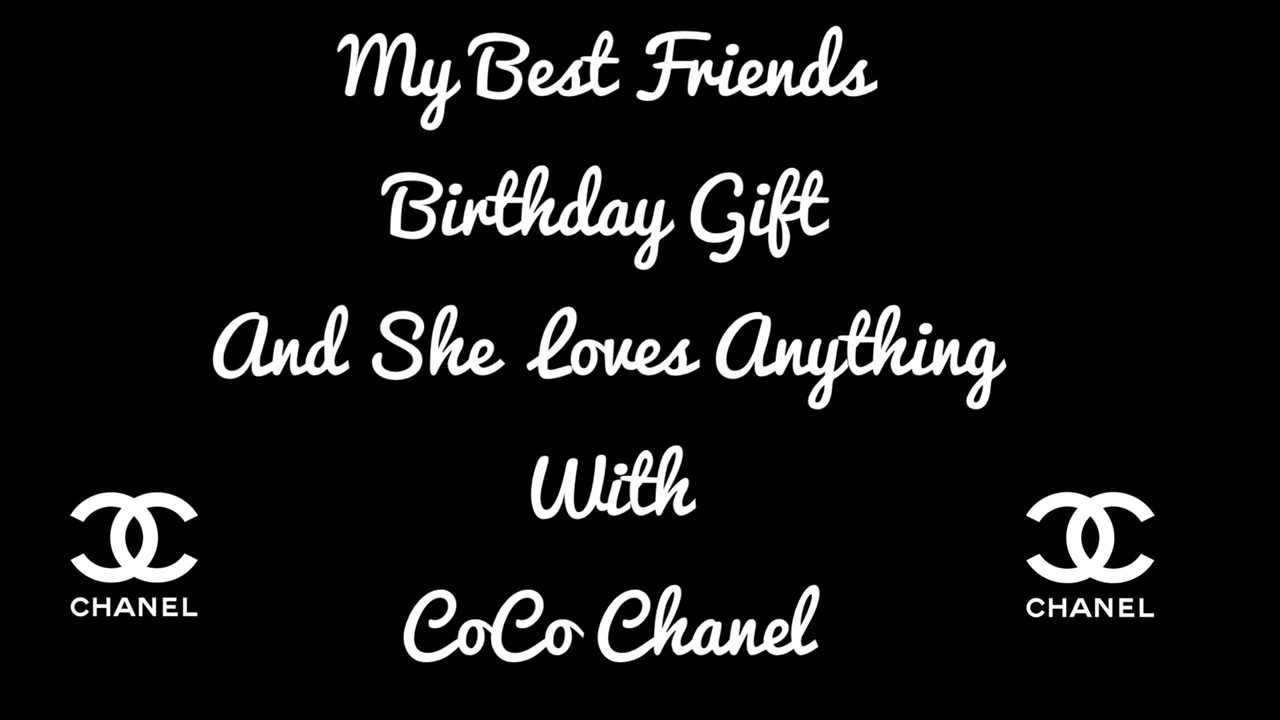 My Best Friends
Birthday Gift
And She Loves Anything
With
CoCo Chanel
CHANEL
CHANEL